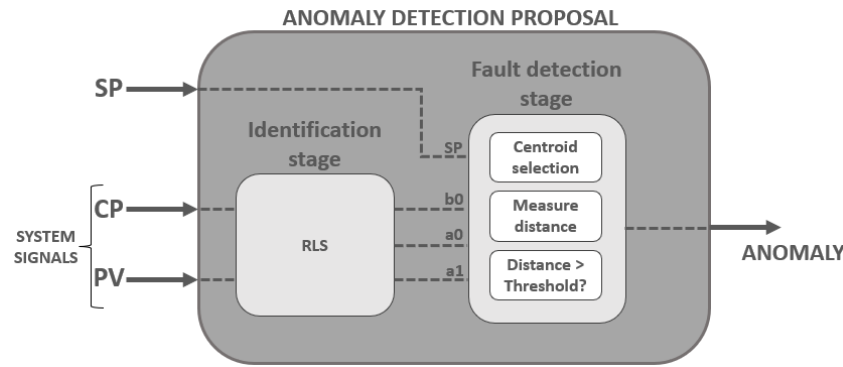 ANOMALY DETECTION PROPOSAL
SP
Fault detection
stage
Identification
stage
SP
Centroid
selection
CP
b0
Measure
distance
SYSTEM
SIGNALS
RLS
a0
ANOMALY
PV
a1
Distance >
Threshold?